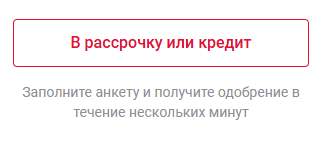 В рассрочку или кредит
Заполните анкету и получите одобрение в
течение нескольких минут